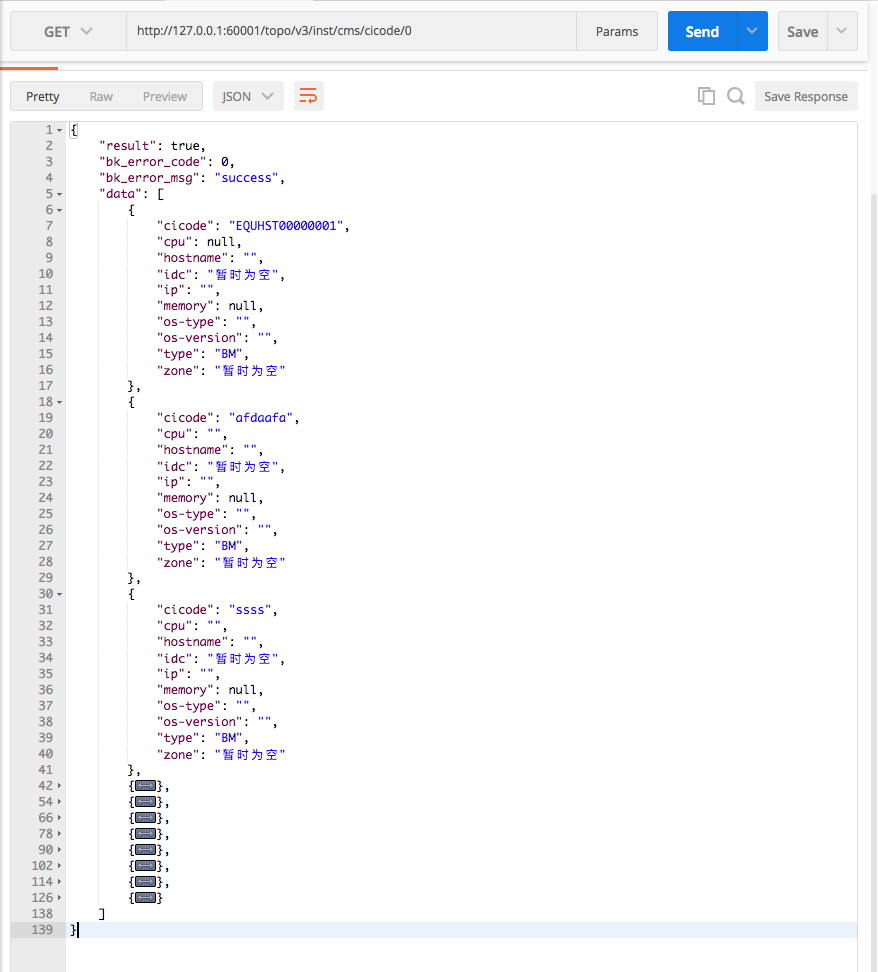 GET http://127.0.0.1:60001/topo/v3/inst/cms/cicode/0 Params Send Save
Pretty Raw Preview JSON Save Response
1 {
2 "result": true,
3 "bk_error_code": 0,
4 "bk_error_msg": "success",
5 "data": [
6 {
7 "cicode": "EQUHST00000001",
8 "cpu": null,
9 "hostname": "",
10 "idc": "暂时为空",
11 "ip": "",
12 "memory": null,
13 "os-type": "",
14 "os-version": "",
15 "type": "BM",
16 "zone": "暂时为空"
17 },
18 {
19 "cicode": "afdaafa",
20 "cpu": "",
21 "hostname": "",
22 "idc": "暂时为空",
23 "ip": "",
24 "memory": null,
25 "os-type": "",
26 "os-version": "",
27 "type": "BM",
28 "zone": "暂时为空"
29 },
30 {
31 "cicode": "ssss",
32 "cpu": "",
33 "hostname": "",
34 "idc": "暂时为空",
35 "ip": "",
36 "memory": null,
37 "os-type": "",
38 "os-version": "",
39 "type": "BM",
40 "zone": "暂时为空"
41 },
42 {},
54 {},
66 {},
78 {},
90 {},
102 {},
114 {},
126 {}
138 ]
139 }